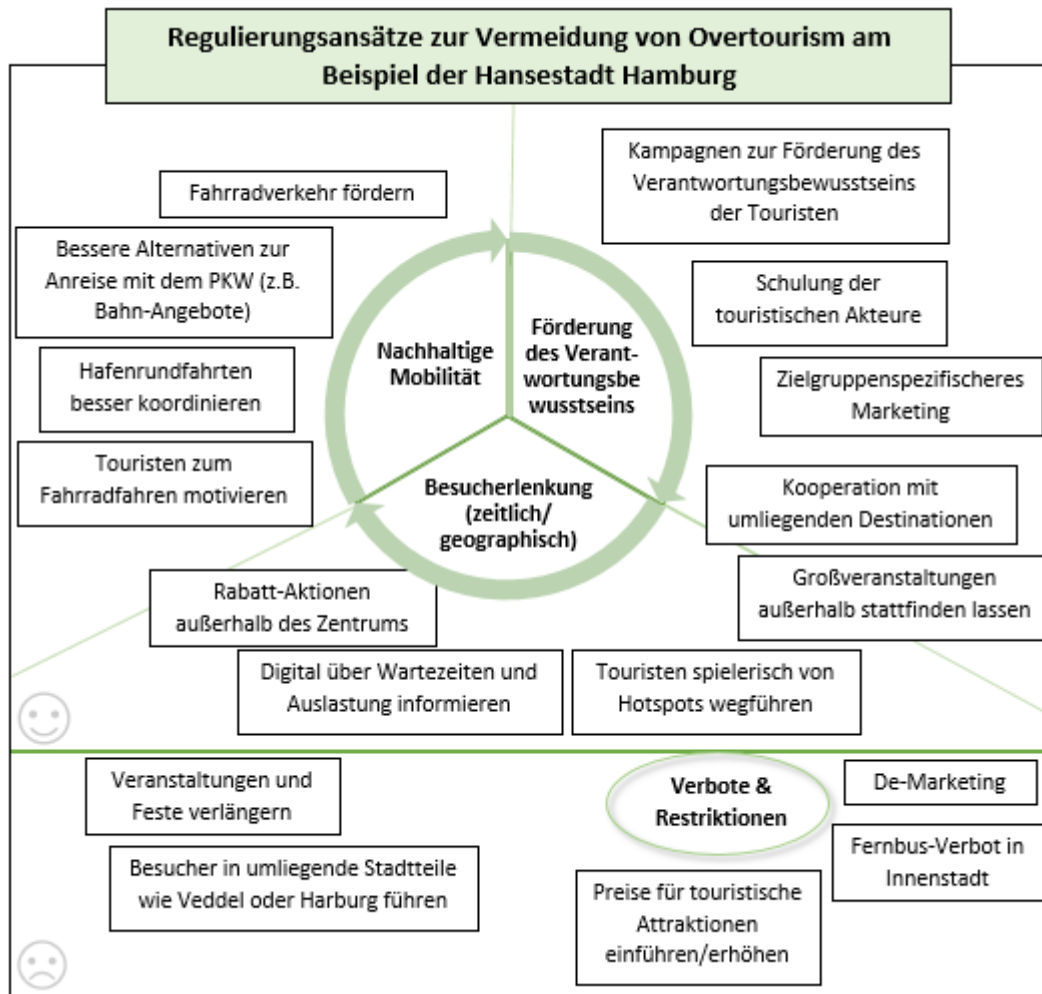 Regulierungsansätze zur Vermeidung von Overtourism am
Beispiel der Hansestadt Hamburg
Fahrradverkehr fördern
Bessere Alternativen zur
Anreise mit dem PKW (z.B.
Bahn-Angebote)
Hafenrundfahrten
besser koordinieren
Touristen zum
Fahrradfahren motivieren
Nachhaltige
Mobilität
Förderung
des Verant-
wortungsbe
wusstseins
Besucherlenkung
(zeitlich/
geographisch)
Kampagnen zur Förderung des
Verantwortungsbewusstseins
der Touristen
Schulung der
touristischen Akteure
Zielgruppenspezifischeres
Marketing
Kooperation mit
umliegenden Destinationen
Großveranstaltungen
außerhalb stattfinden lassen
Rabatt-Aktionen
außerhalb des Zentrums
Digital über Wartezeiten und
Auslastung informieren
Touristen spielerisch von
Hotspots wegführen
Veranstaltungen und
Feste verlängern
Besucher in umliegende Stadtteile
wie Veddel oder Harburg führen
Verbote &
Restriktionen
De-Marketing
Fernbus-Verbot in
Innenstadt
Preise für touristische
Attraktionen
einführen/erhöhen